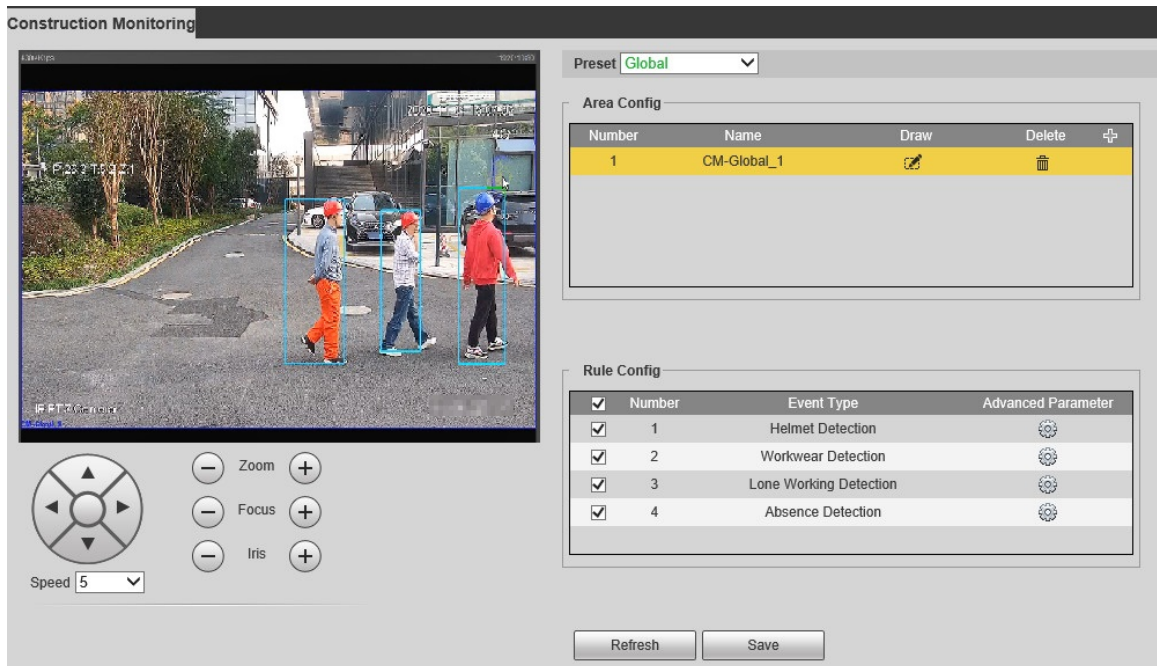 Construction Monitoring
Preset Global
Area Config
Number Name Draw Delete
1 CM-Global_1
Rule Config
Number Event Type Advanced Parameter
1 Helmet Detection
2 Workwear Detection
3 Lone Working Detection
4 Absence Detection
Zoom
Focus
Iris
Speed 5
Refresh Save